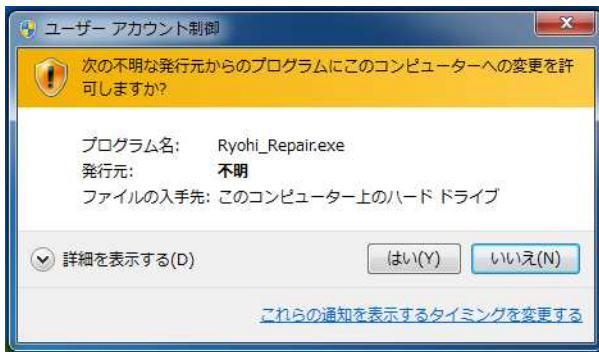 ユーザー アカウント制御
次の不明な発行元からのプログラムにこのコンピューターへの変更を許
可しますか?
プログラム名: Ryohi_Repair.exe
発行元: 不明
ファイルの入手先: このコンピューター上のハード ドライブ
詳細を表示する(D) はい(Y) いいえ(N)
これらの通知を表示するタイミングを変更する